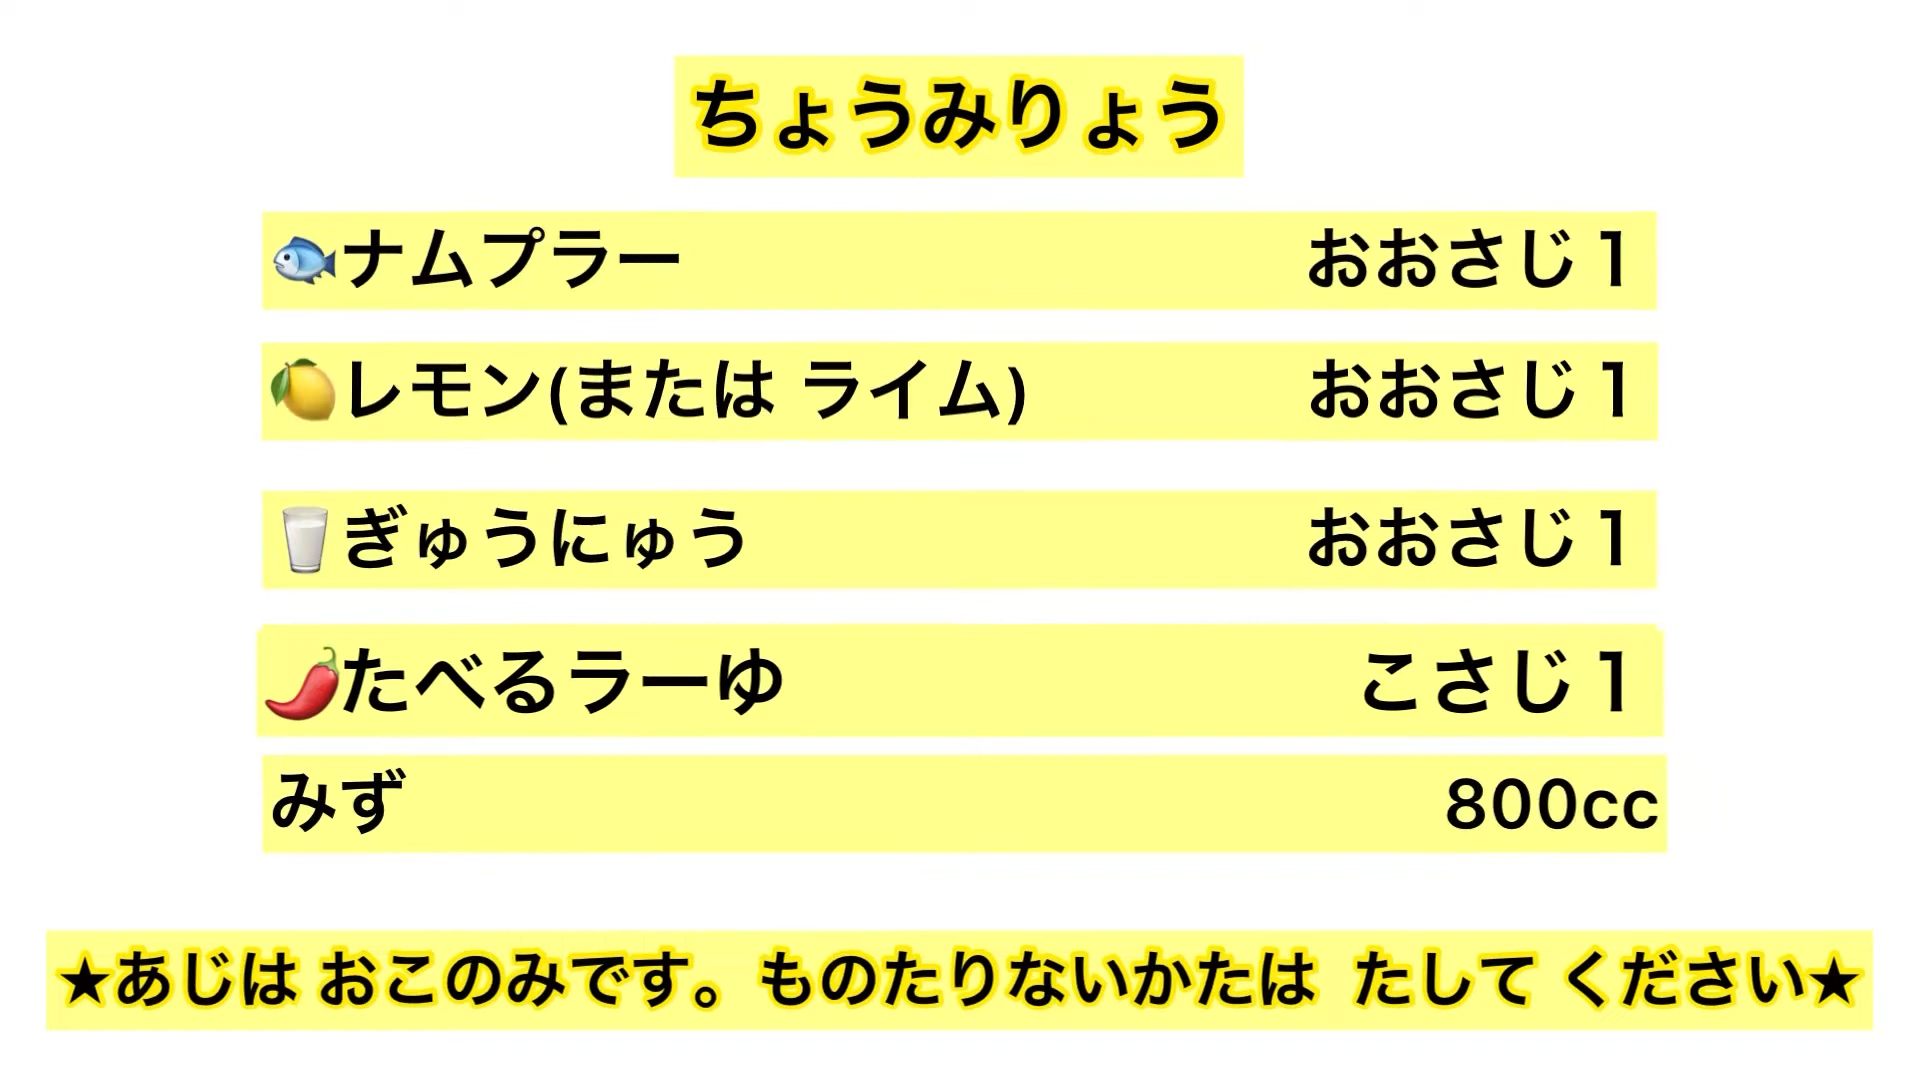 ちょうみりょう
🐟ナムプラー おおさじ１
🍋レモン(または ライム) おおさじ１
🥛ぎゅうにゅう おおさじ１
🌶️たべるラーゆ こさじ１
みず 800cc
★あじは おこのみです。ものたりないかたは たして ください★